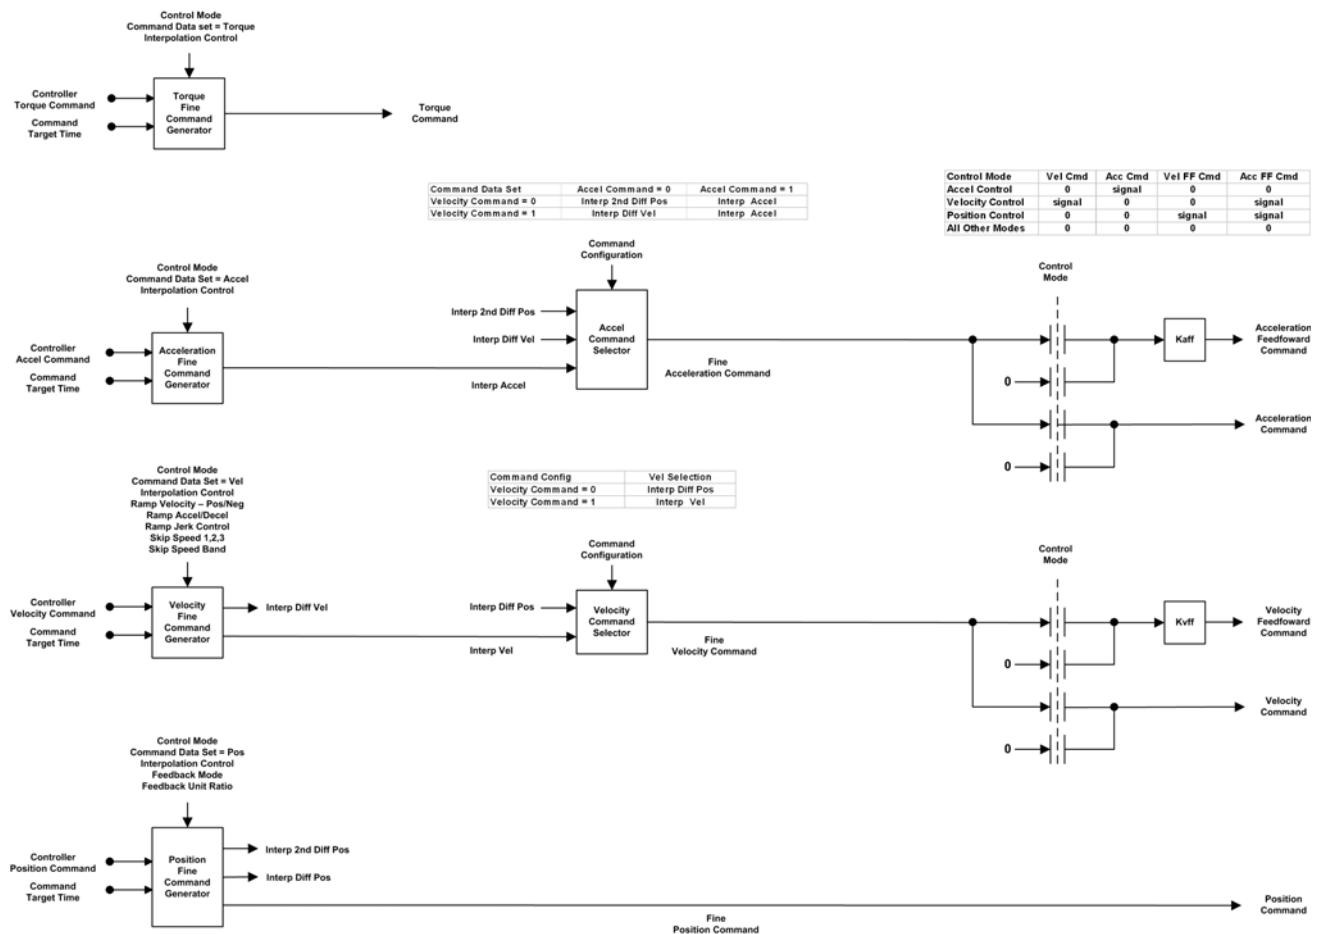 Control Mode
Command Data set = Torque
Interpolation Control
Controller
Torque Command
Command
Target Time
Torque
Fine
Command
Generator
Torque
Command
Command Data Set Accel Command = 0 Accel Command = 1
Velocity Command = 0 Interp 2nd Diff Pos Interp Accel
Velocity Command = 1 Interp Diff Vel Interp Accel
Control Mode Vel Cmd Acc Cmd Vel FF Cmd Acc FF Cmd
Accel Control 0 signal 0 0
Velocity Control signal 0 0 signal
Position Control 0 0 signal signal
All Other Modes 0 0 0 0
Control Mode
Command Data Set = Accel
Interpolation Control
Controller
Accel Command
Command
Target Time
Acceleration
Fine
Command
Generator
Command
Configuration
Interp 2nd Diff Pos
Interp Diff Vel
Interp Accel
Accel
Command
Selector
Fine
Acceleration Command
Control
Mode
0
0
Kaff
Acceleration
Feedfoward
Command
Acceleration
Command
Control Mode
Command Data Set = Vel
Interpolation Control
Ramp Velocity – Pos/Neg
Ramp Accel/Decel
Ramp Jerk Control
Skip Speed 1,2,3
Skip Speed Band
Command Config Vel Selection
Velocity Command = 0 Interp Diff Pos
Velocity Command = 1 Interp Vel
Controller
Velocity Command
Command
Target Time
Velocity
Fine
Command
Generator
Interp Diff Vel
Command
Configuration
Interp Diff Pos
Interp Vel
Velocity
Command
Selector
Fine
Velocity Command
Control
Mode
0
0
Kvff
Velocity
Feedfoward
Command
Velocity
Command
Control Mode
Command Data Set = Pos
Interpolation Control
Feedback Mode
Feedback Unit Ratio
Controller
Position Command
Command
Target Time
Position
Fine
Command
Generator
Interp 2nd Diff Pos
Interp Diff Pos
Fine
Position Command
Position
Command